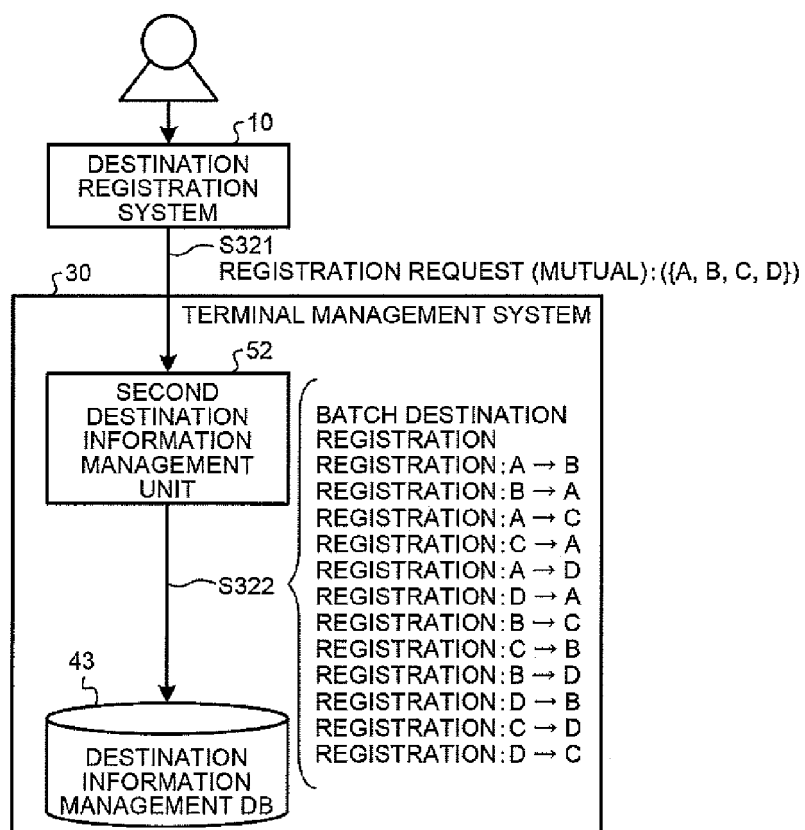 10
DESTINATION
REGISTRATION
SYSTEM
S321
REGISTRATION REQUEST (MUTUAL):({A, B, C, D})
30
TERMINAL MANAGEMENT SYSTEM
52
SECOND
DESTINATION
INFORMATION
MANAGEMENT
UNIT
BATCH DESTINATION
REGISTRATION
REGISTRATION:A → B
REGISTRATION:B → A
REGISTRATION:A → C
REGISTRATION:C → A
REGISTRATION:A → D
REGISTRATION:D → A
REGISTRATION:B → C
REGISTRATION:C → B
REGISTRATION:B → D
REGISTRATION:D → B
REGISTRATION:C → D
REGISTRATION:D → C
S322
43
DESTINATION
INFORMATION
MANAGEMENT DB